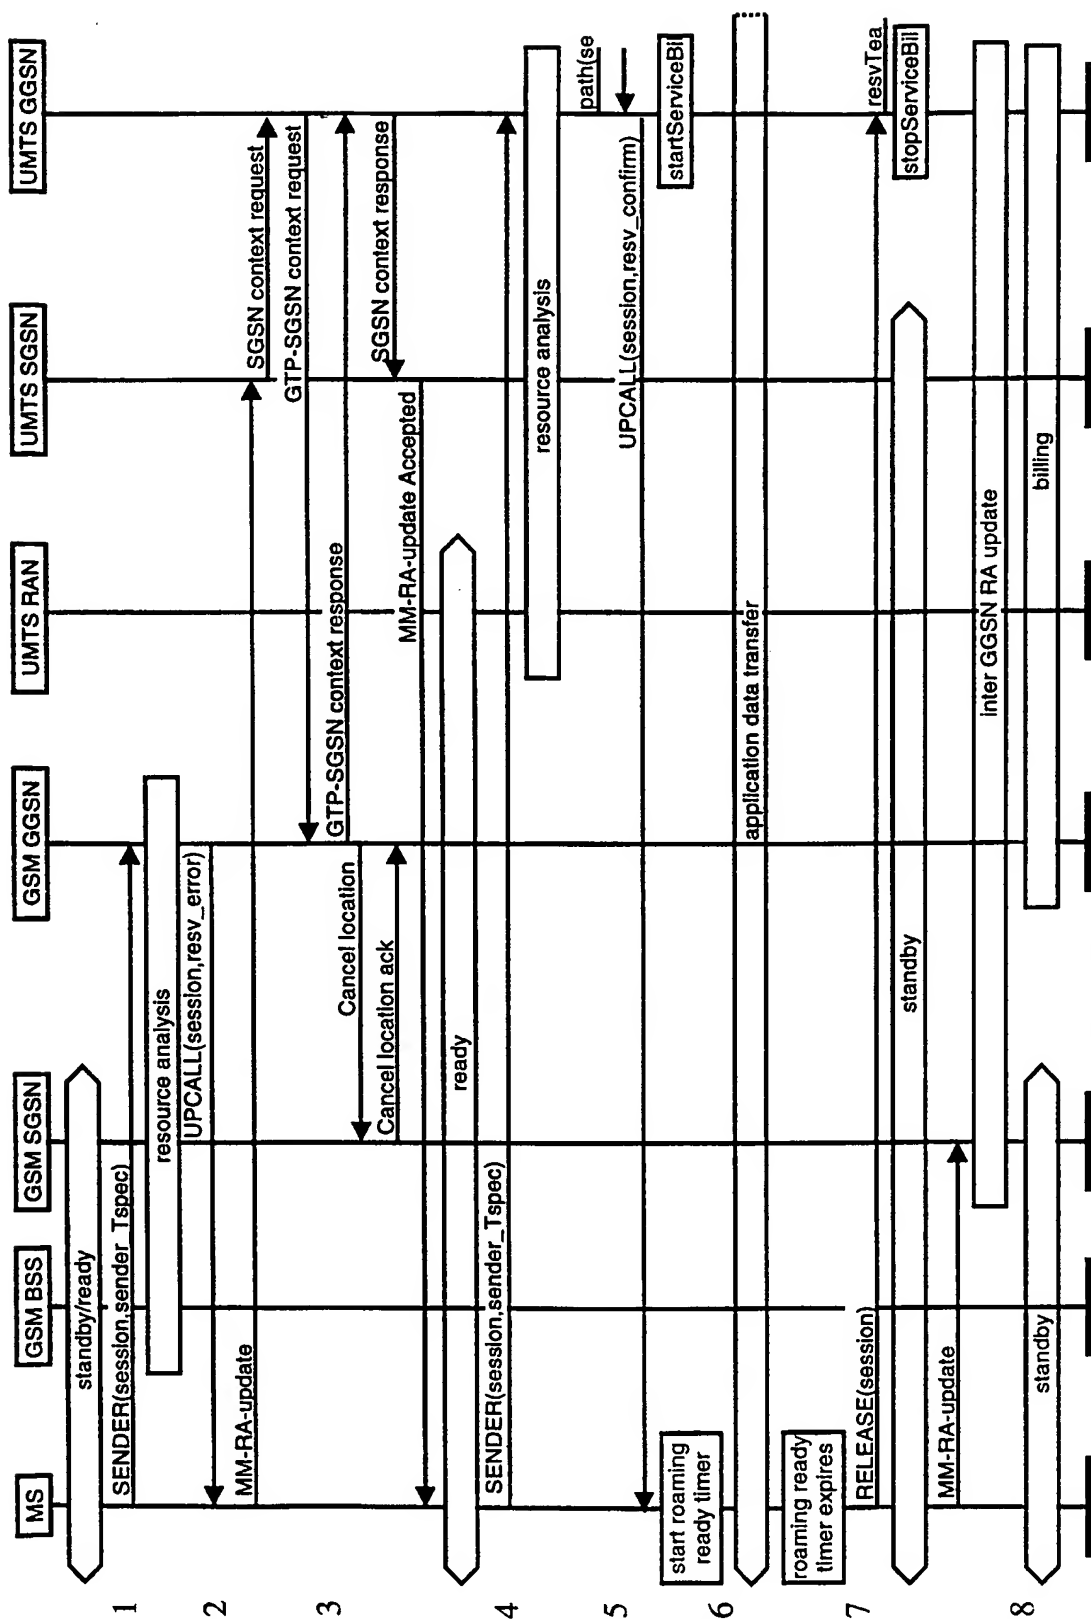 MS
GSM BSS
GSM SGSN
GSM GGSN
UMTS RAN
UMTS SGSN
UMTS GGSN
standby/ready
1
SENDER(session,sender_Tspec)
resource analysis
2
UPCALL(session,resv_error)
MM-RA-update
SGSN context request
GTP-SGSN context request
3
GTP-SGSN context response
Cancel location
SGSN context response
Cancel location ack
MM-RA-update Accepted
ready
4
SENDER(session,sender_Tspec)
resource analysis
path(se
5
UPCALL(session,resv_confirm)
start roaming
ready timer
startServiceBil
6
application data transfer
roaming ready
timer expires
7
RELEASE(session)
resvTea
standby
stopServiceBil
MM-RA-update
inter GGSN RA update
8
standby
billing